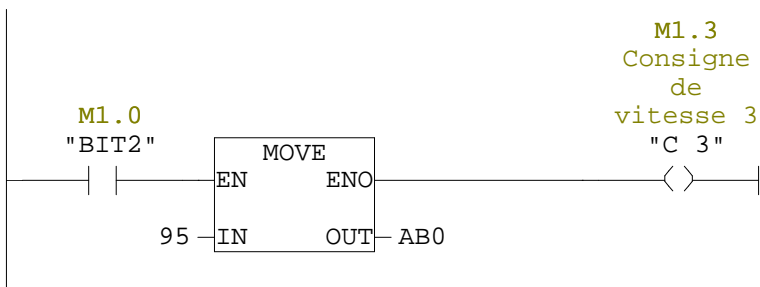 M1.3
Consigne
de
vitesse 3
"C 3"
M1.0
"BIT2"
MOVE
EN ENO
95 IN OUT AB0